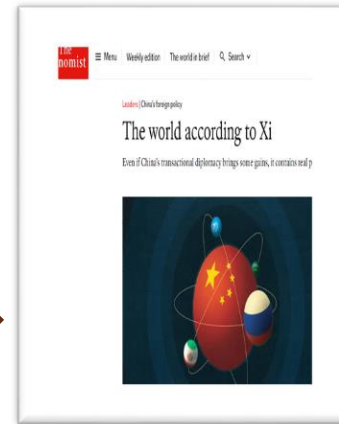 The
nomist
Menu Weekly edition The world in brief Search
Leaders | China's foreign policy
The world according to Xi
Even if China's transactional diplomacy brings some gains, it contains real p